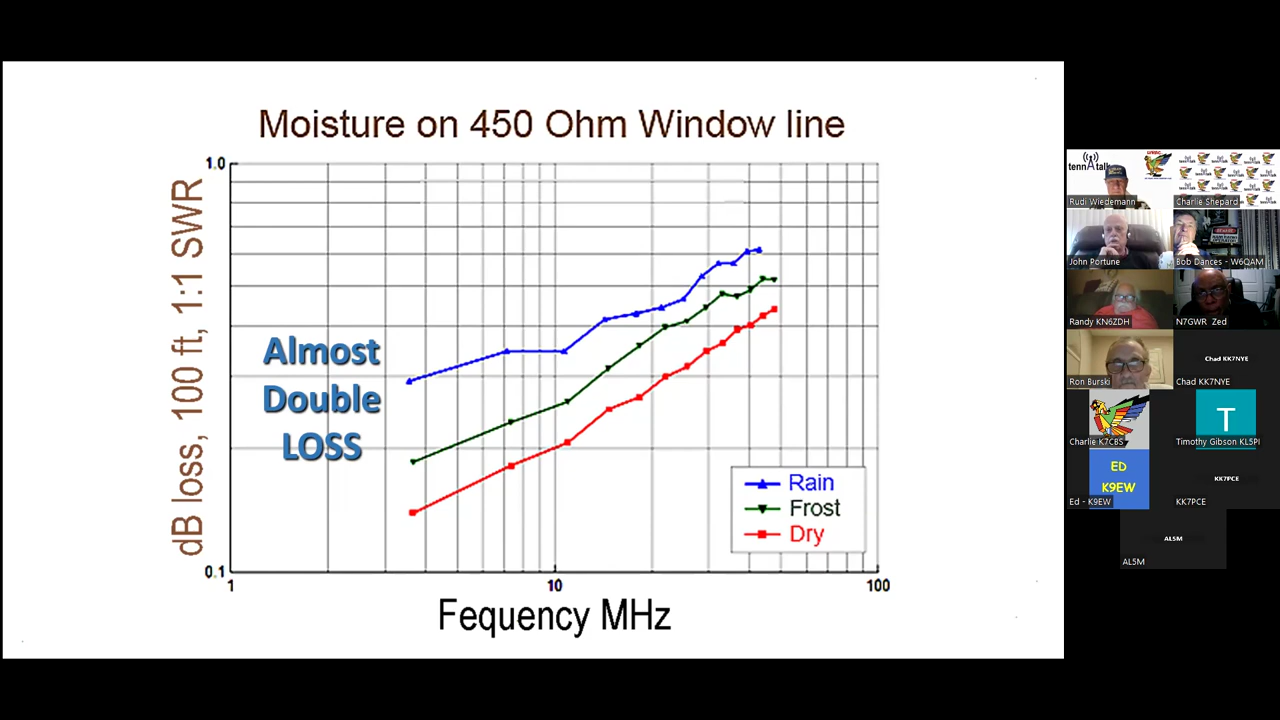 Moisture on 450 Ohm Window line
1.0
dB loss, 100 ft, 1:1 SWR
Almost
Double
LOSS
Rain
Frost
Dry
0.1
1
10
100
Fequency MHz
tennAtalk
Rudi Wiedemann
Charlie Shepard
John Portune
Bob Dances - W6QAM
Randy KN6ZDH
N7GWR Zed
Ron Burski
Chad KK7NYE
Chad KK7NYE
Charlie K7CBS
T
Timothy Gibson KL5PI
ED
K9EW
Ed - K9EW
KK7PCE
KK7PCE
AL5M
AL5M